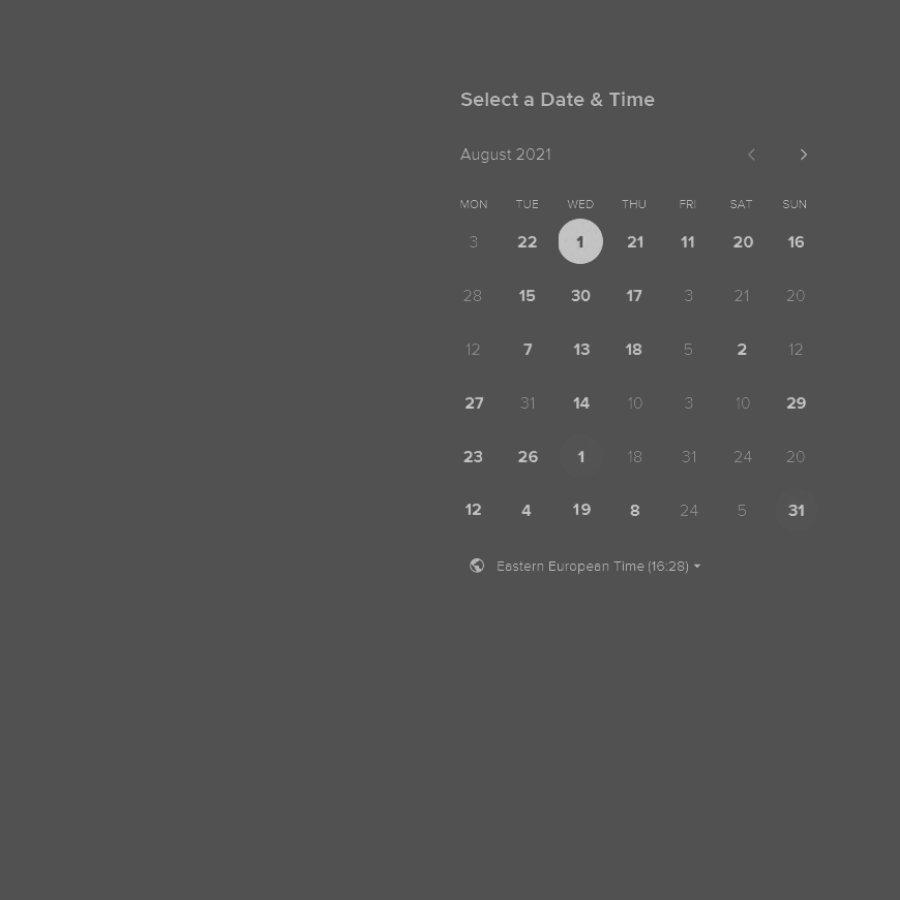 Select a Date & Time
August 2021
MON TUE WED THU FRI SAT SUN
3 22 1 21 11 20 16
28 15 30 17 3 21 20
12 7 13 18 5 2 12
27 31 14 10 3 10 29
23 26 1 18 31 24 20
12 4 19 8 24 5 31
Eastern European Time (16:28)